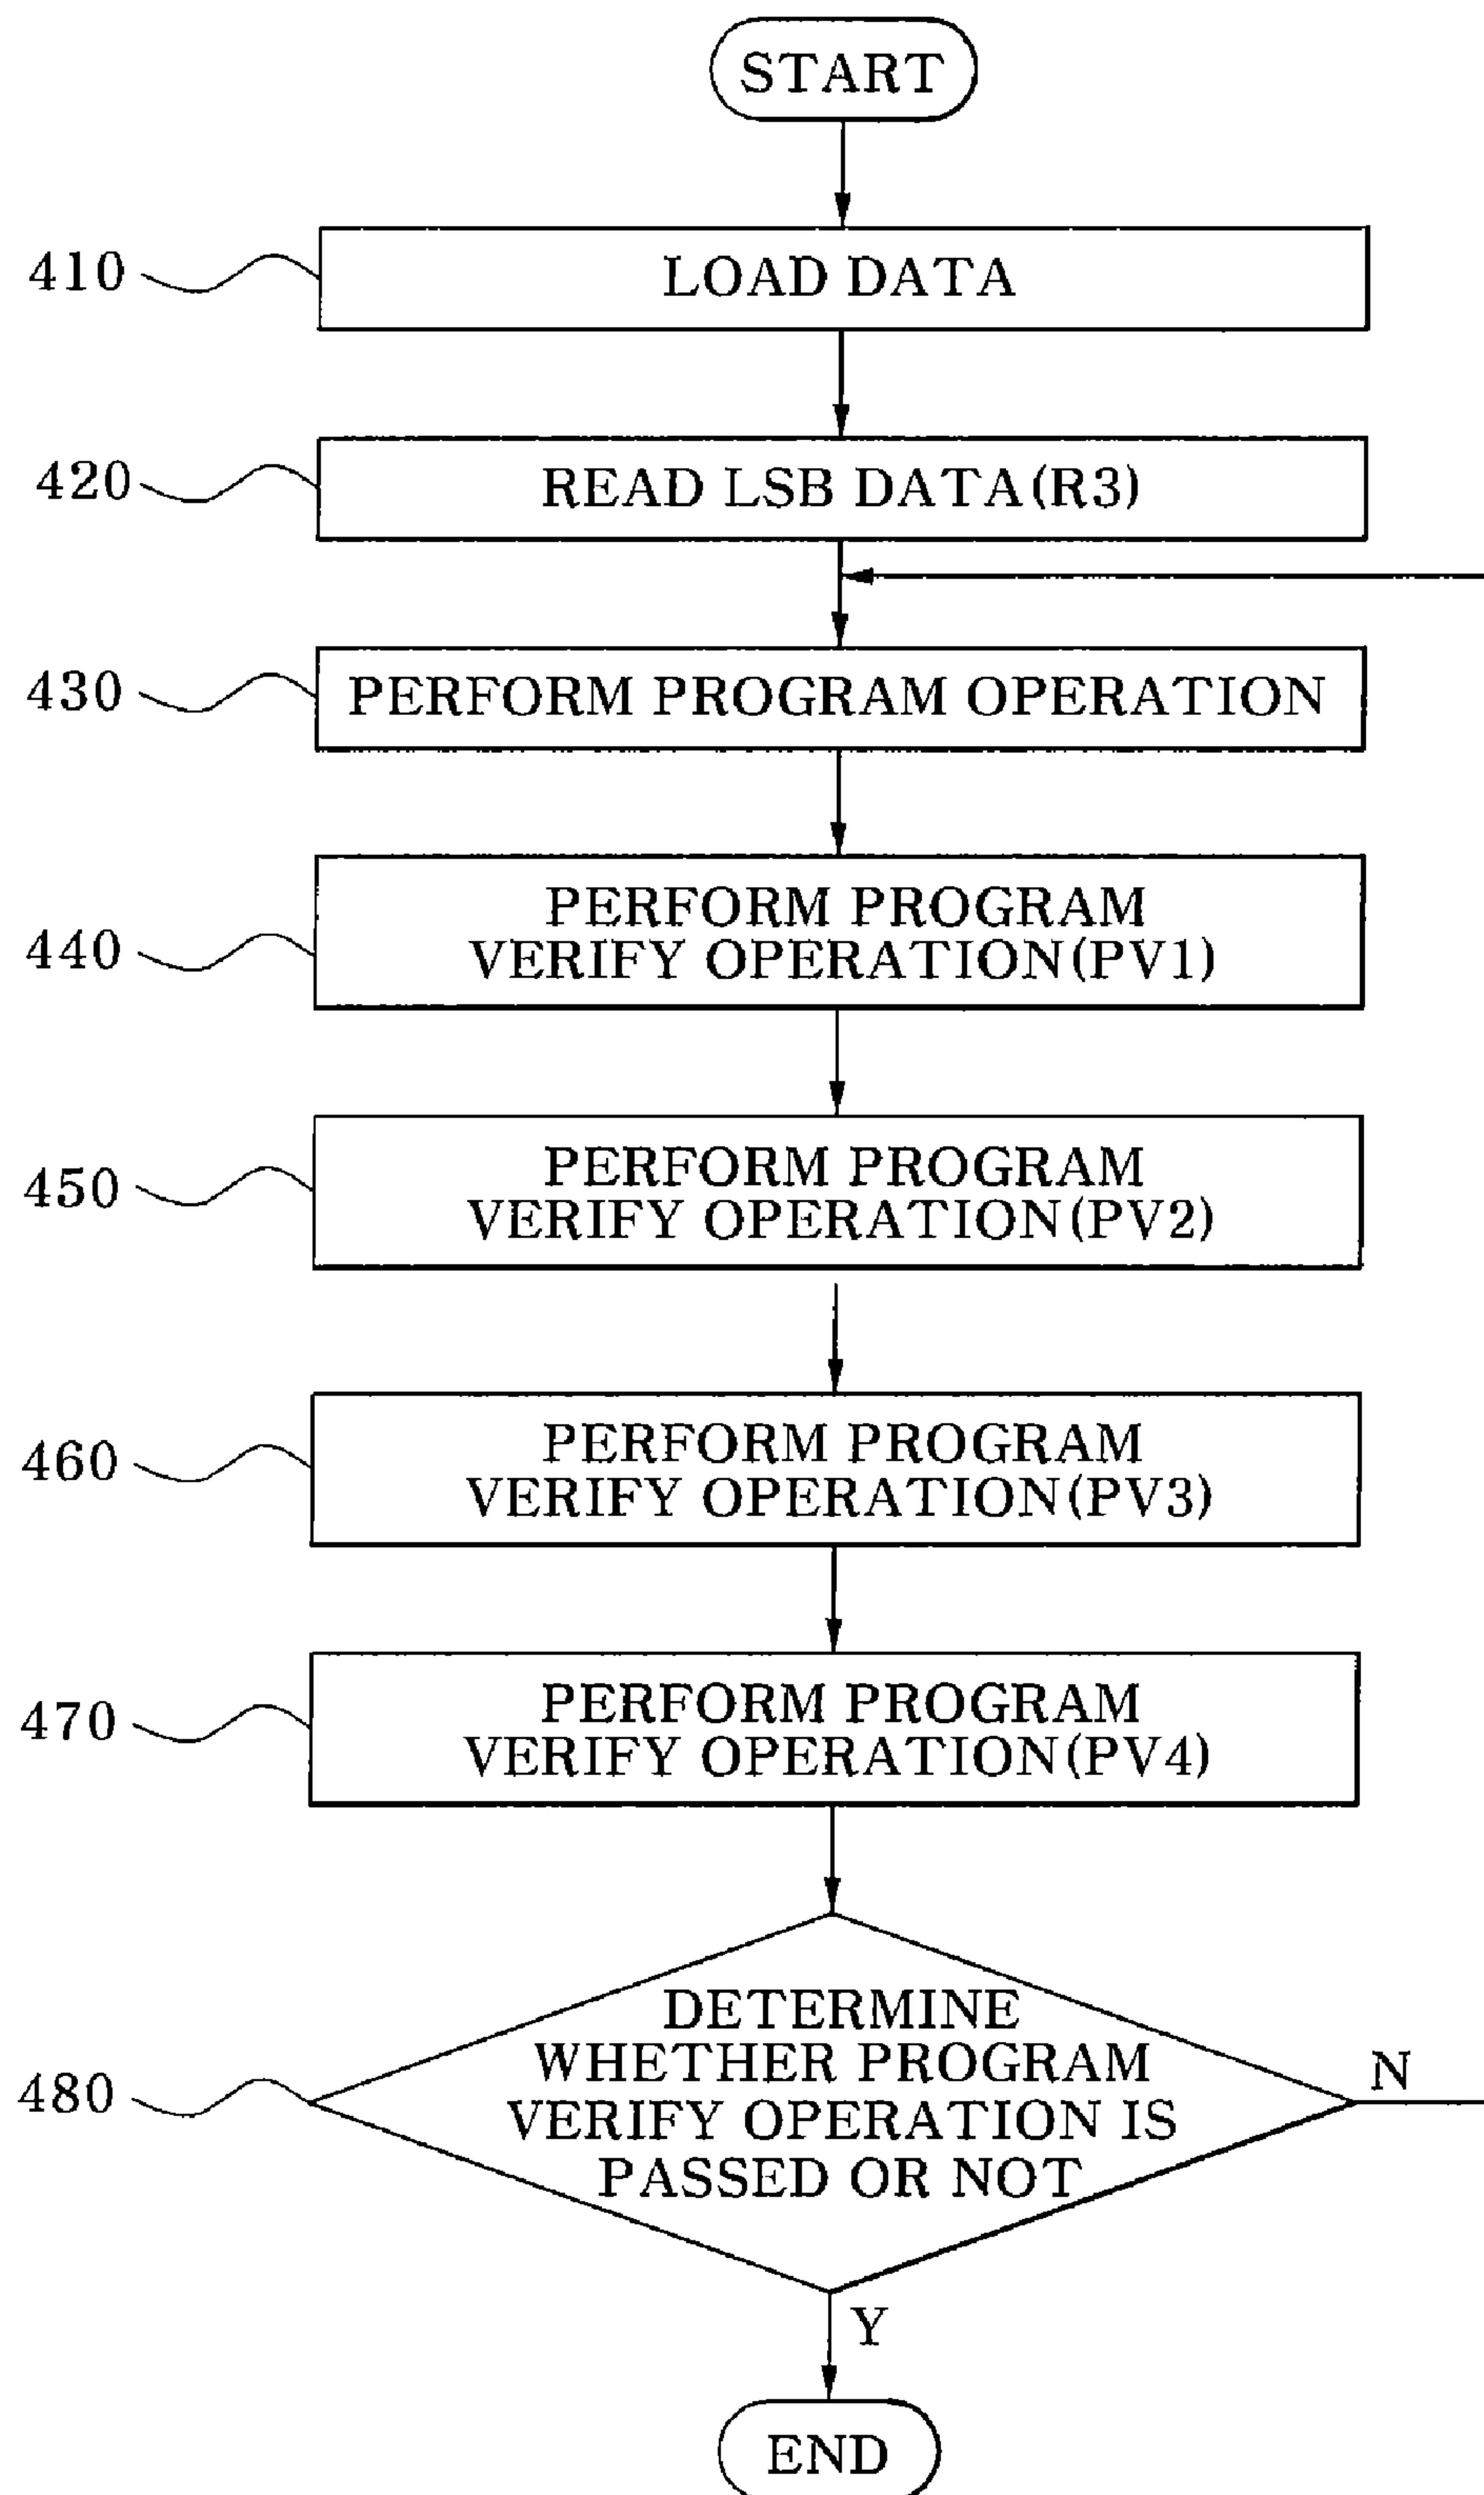 START
410
LOAD DATA
420
READ LSB DATA(R3)
430
PERFORM PROGRAM OPERATION
440
PERFORM PROGRAM
VERIFY OPERATION(PV1)
450
PERFORM PROGRAM
VERIFY OPERATION(PV2)
460
PERFORM PROGRAM
VERIFY OPERATION(PV3)
470
PERFORM PROGRAM
VERIFY OPERATION(PV4)
480
DETERMINE
WHETHER PROGRAM
VERIFY OPERATION IS
PASSED OR NOT
N
Y
END